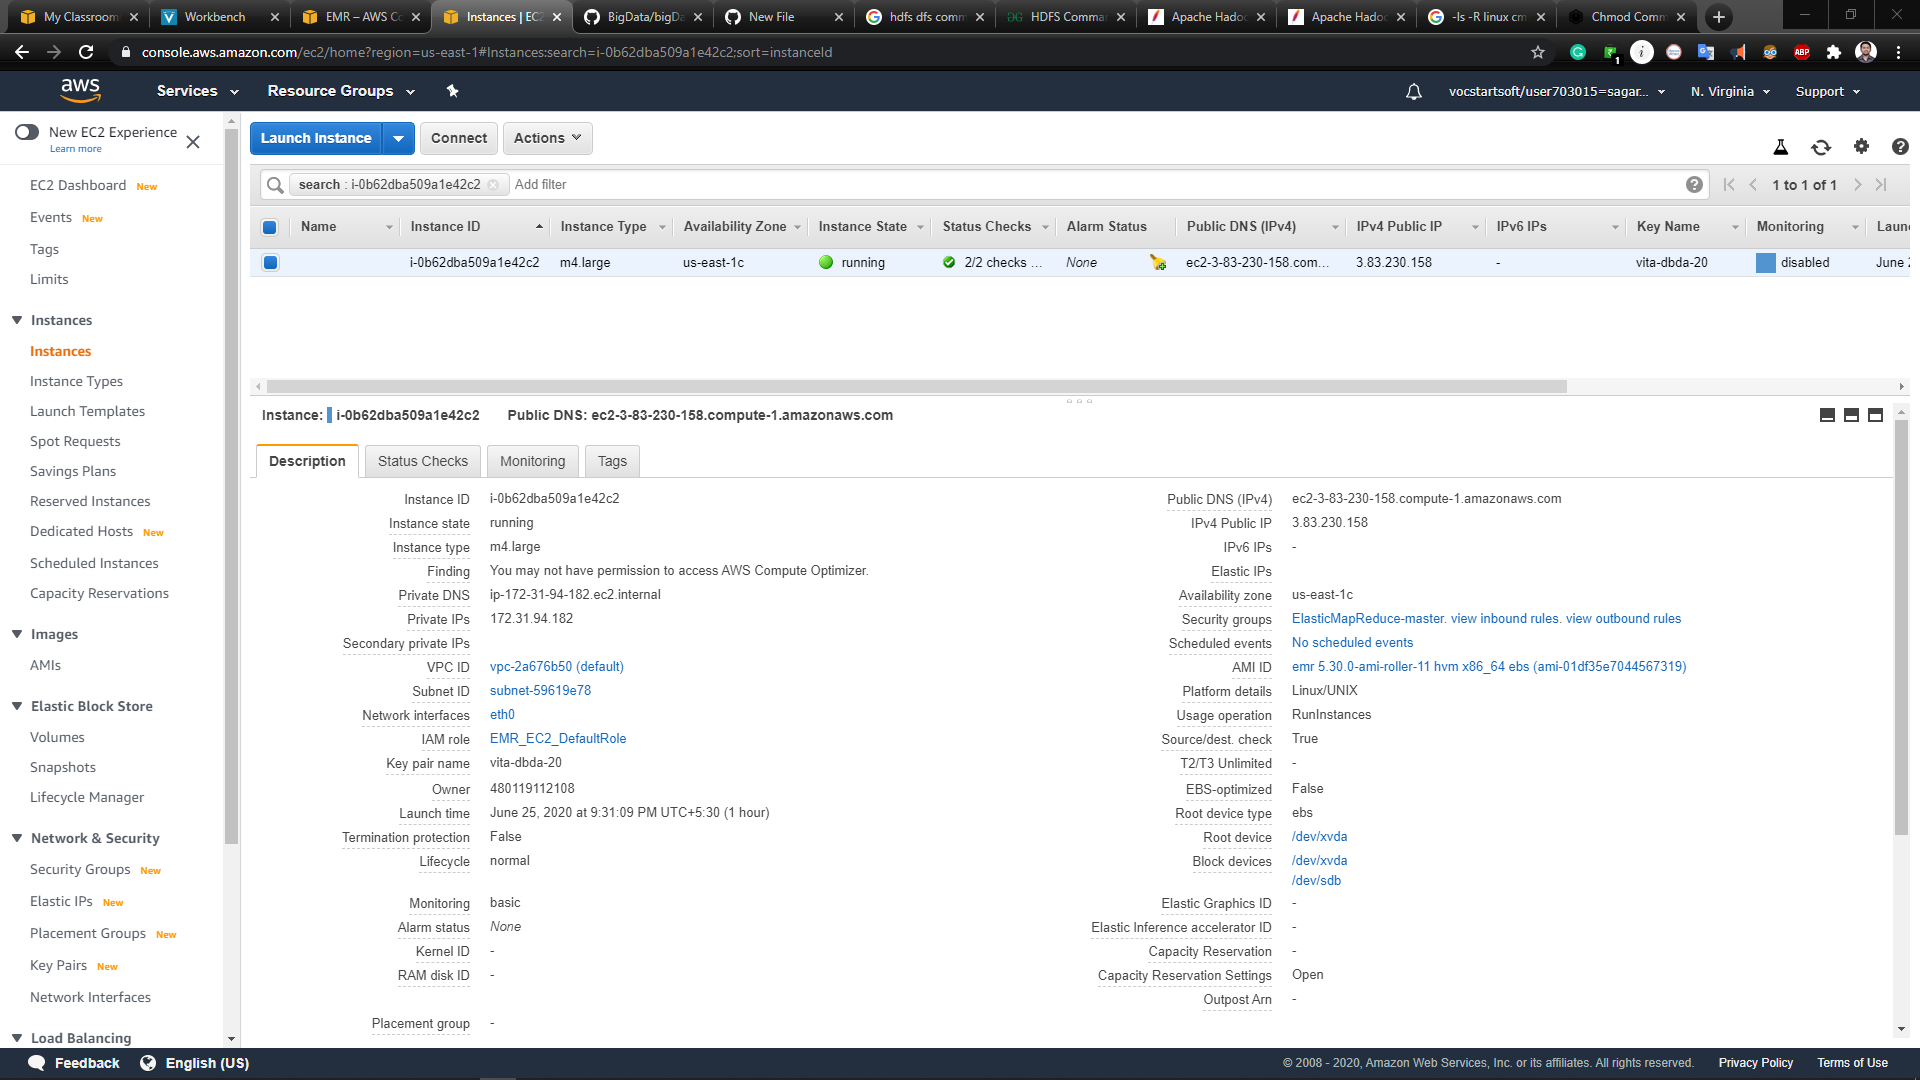 My Classroom
Workbench
EMR – AWS Co
Instances | EC2
BigData/bigDa
New File
hdfs dfs comm
HDFS Comma
Apache Hado
Apache Hado
-ls -R linux cm
Chmod Comm
console.aws.amazon.com/ec2/home?region=us-east-1#Instances:search=i-0b62dba509a1e42c2;sort=instanceId
1
ABP
aws
Services
Resource Groups
vocstartsoft/user703015=sagar...
N. Virginia
Support
New EC2 Experience
Learn more
EC2 Dashboard New
Events New
Tags
Limits
Instances
Instances
Instance Types
Launch Templates
Spot Requests
Savings Plans
Reserved Instances
Dedicated Hosts New
Scheduled Instances
Capacity Reservations
Images
AMIs
Elastic Block Store
Volumes
Snapshots
Lifecycle Manager
Network & Security
Security Groups New
Elastic IPs New
Placement Groups New
Key Pairs New
Network Interfaces
Load Balancing
Launch Instance
Connect
Actions
search : i-0b62dba509a1e42c2
Add filter
1 to 1 of 1
Name Instance ID Instance Type Availability Zone Instance State Status Checks Alarm Status Public DNS (IPv4) IPv4 Public IP IPv6 IPs Key Name Monitoring Laun
i-0b62dba509a1e42c2 m4.large us-east-1c running 2/2 checks ... None ec2-3-83-230-158.com... 3.83.230.158 - vita-dbda-20 disabled June 2
Instance: i-0b62dba509a1e42c2 Public DNS: ec2-3-83-230-158.compute-1.amazonaws.com
Description Status Checks Monitoring Tags
Instance ID i-0b62dba509a1e42c2
Instance state running
Instance type m4.large
Finding You may not have permission to access AWS Compute Optimizer.
Private DNS ip-172-31-94-182.ec2.internal
Private IPs 172.31.94.182
Secondary private IPs
VPC ID vpc-2a676b50 (default)
Subnet ID subnet-59619e78
Network interfaces eth0
IAM role EMR_EC2_DefaultRole
Key pair name vita-dbda-20
Owner 480119112108
Launch time June 25, 2020 at 9:31:09 PM UTC+5:30 (1 hour)
Termination protection False
Lifecycle normal
Monitoring basic
Alarm status None
Kernel ID -
RAM disk ID -
Placement group -
Public DNS (IPv4) ec2-3-83-230-158.compute-1.amazonaws.com
IPv4 Public IP 3.83.230.158
IPv6 IPs -
Elastic IPs
Availability zone us-east-1c
Security groups ElasticMapReduce-master. view inbound rules. view outbound rules
Scheduled events No scheduled events
AMI ID emr 5.30.0-ami-roller-11 hvm x86_64 ebs (ami-01df35e7044567319)
Platform details Linux/UNIX
Usage operation RunInstances
Source/dest. check True
T2/T3 Unlimited -
EBS-optimized False
Root device type ebs
Root device /dev/xvda
Block devices /dev/xvda
/dev/sdb
Elastic Graphics ID -
Elastic Inference accelerator ID -
Capacity Reservation -
Capacity Reservation Settings Open
Outpost Arn -
Feedback
English (US)
© 2008 - 2020, Amazon Web Services, Inc. or its affiliates. All rights reserved.
Privacy Policy
Terms of Use